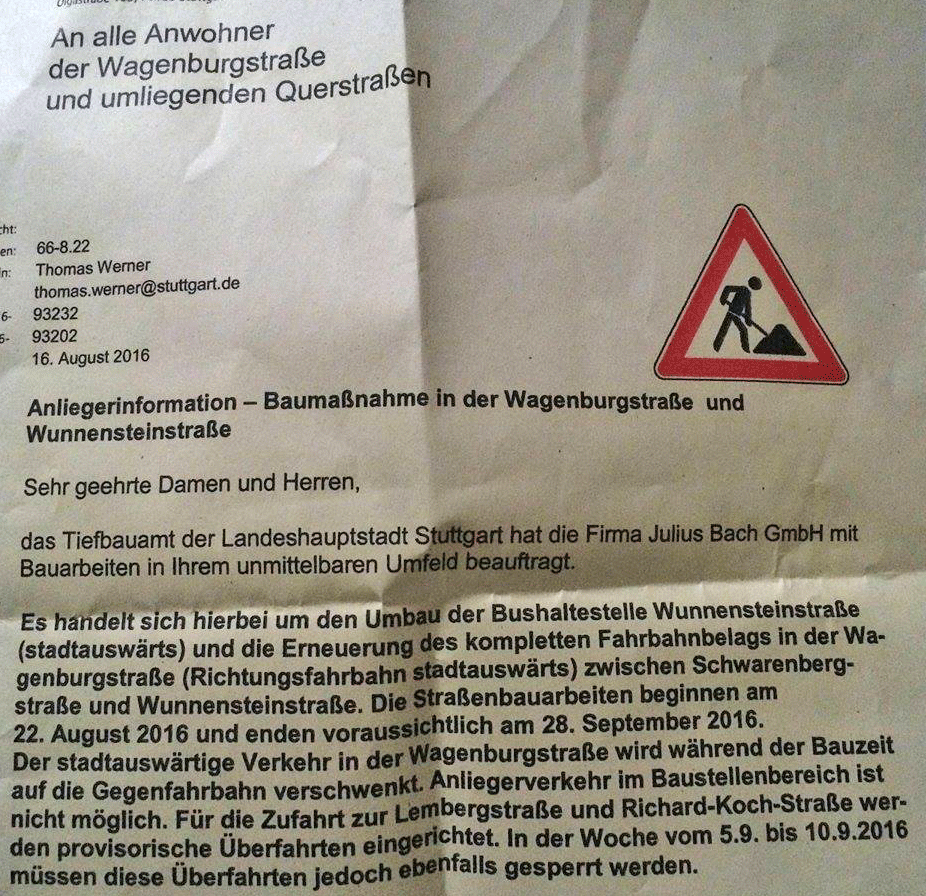 An alle Anwohner
der Wagenburgstraße
und umliegenden Querstraßen
cht:
en: 66-8.22
in: Thomas Werner
thomas.werner@stuttgart.de
6- 93232
6- 93202
16. August 2016
Anliegerinformation – Baumaßnahme in der Wagenburgstraße und
Wunnensteinstraße
Sehr geehrte Damen und Herren,
das Tiefbauamt der Landeshauptstadt Stuttgart hat die Firma Julius Bach GmbH mit
Bauarbeiten in Ihrem unmittelbaren Umfeld beauftragt.
Es handelt sich hierbei um den Umbau der Bushaltestelle Wunnensteinstraße
(stadtauswärts) und die Erneuerung des kompletten Fahrbahnbelags in der Wa-
genburgstraße (Richtungsfahrbahn stadtauswärts) zwischen Schwarenberg-
straße und Wunnensteinstraße. Die Straßenbauarbeiten beginnen am
22. August 2016 und enden voraussichtlich am 28. September 2016.
Der stadtauswärtige Verkehr in der Wagenburgstraße wird während der Bauzeit
auf die Gegenfahrbahn verschwenkt. Anliegerverkehr im Baustellenbereich ist
nicht möglich. Für die Zufahrt zur Lembergstraße und Richard-Koch-Straße wer-
den provisorische Überfahrten eingerichtet. In der Woche vom 5.9. bis 10.9.2016
müssen diese Überfahrten jedoch ebenfalls gesperrt werden.